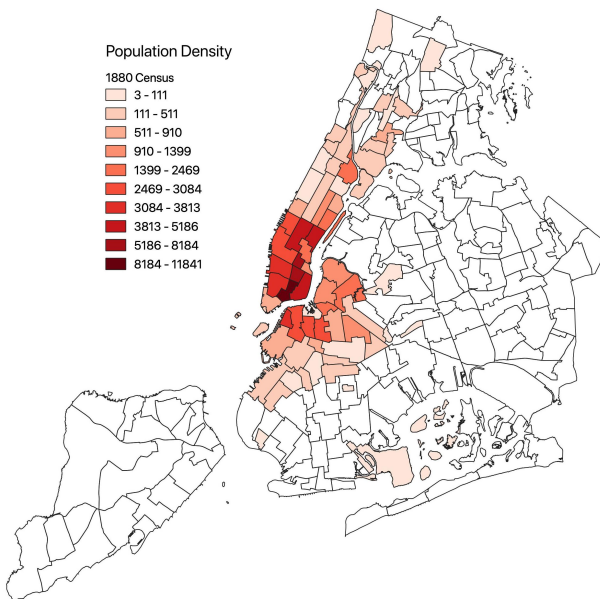 Population Density
1880 Census
3 - 111
111 - 511
511 - 910
910 - 1399
1399 - 2469
2469 - 3084
3084 - 3813
3813 - 5186
5186 - 8184
8184 - 11841